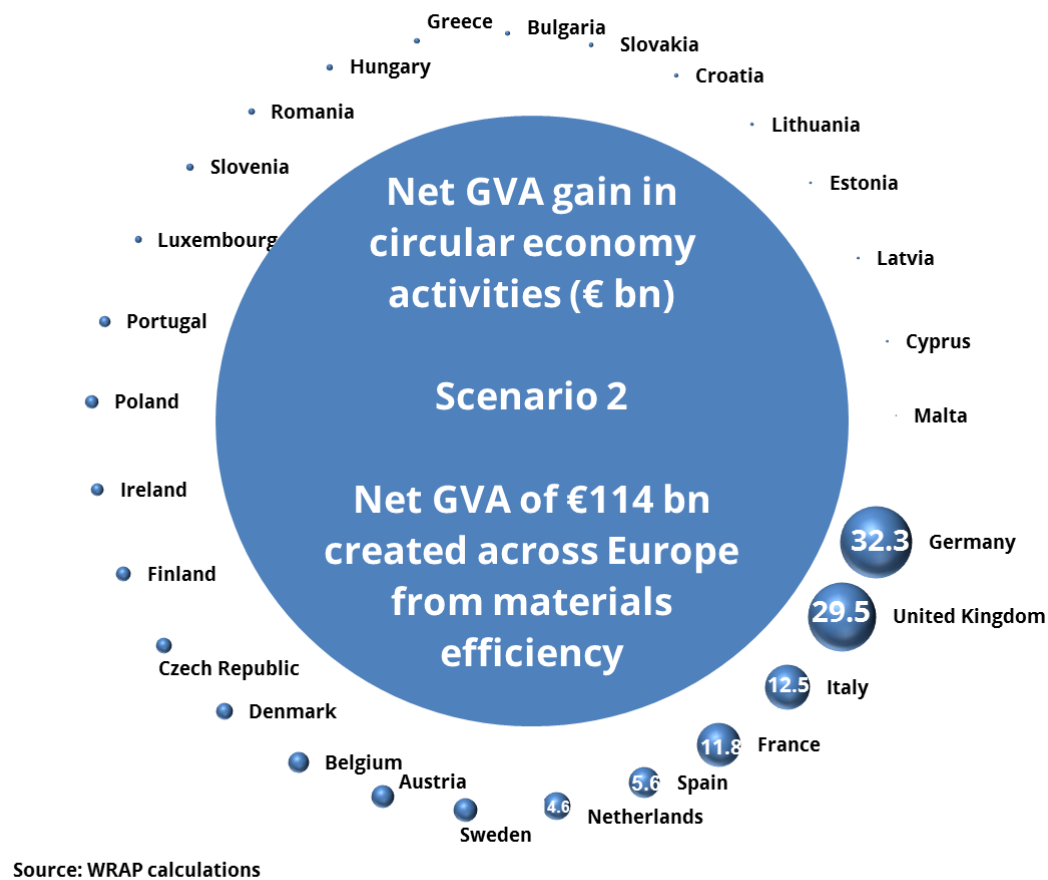 Greece
Bulgaria
Slovakia
Hungary
Croatia
Romania
Lithuania
Slovenia
Estonia
Luxembourg
Latvia
Portugal
Cyprus
Poland
Malta
Net GVA gain in
circular economy
activities (€ bn)
Scenario 2
Net GVA of €114 bn
created across Europe
from materials
efficiency
Ireland
32.3 Germany
Finland
29.5 United Kingdom
Czech Republic
12.5 Italy
Denmark
11.8 France
Belgium
Austria
5.6 Spain
4.6 Netherlands
Sweden
Source: WRAP calculations